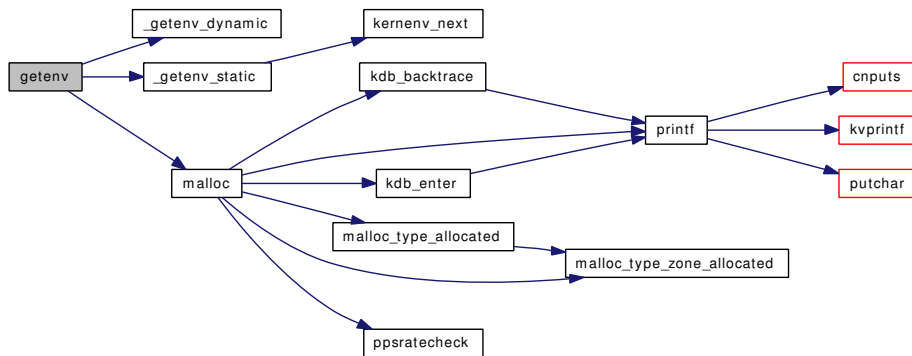 _getenv_dynamic
kernenv_next
getenv
_getenv_static
kdb_backtrace
cnputs
printf
kvprintf
malloc
kdb_enter
putchar
malloc_type_allocated
malloc_type_zone_allocated
ppsratecheck